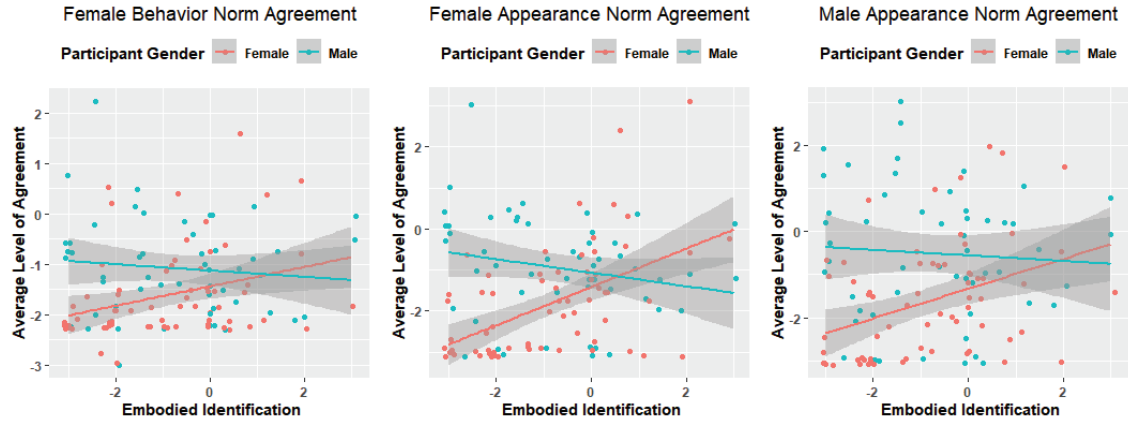 Female Behavior Norm Agreement
Participant Gender Female Male
Average Level of Agreement
2
1
0
-1
-2
-3
-2 0 2
Embodied Identification
Female Appearance Norm Agreement
Participant Gender Female Male
Average Level of Agreement
2
0
-2
-2 0 2
Embodied Identification
Male Appearance Norm Agreement
Participant Gender Female Male
Average Level of Agreement
2
0
-2
-2 0 2
Embodied Identification